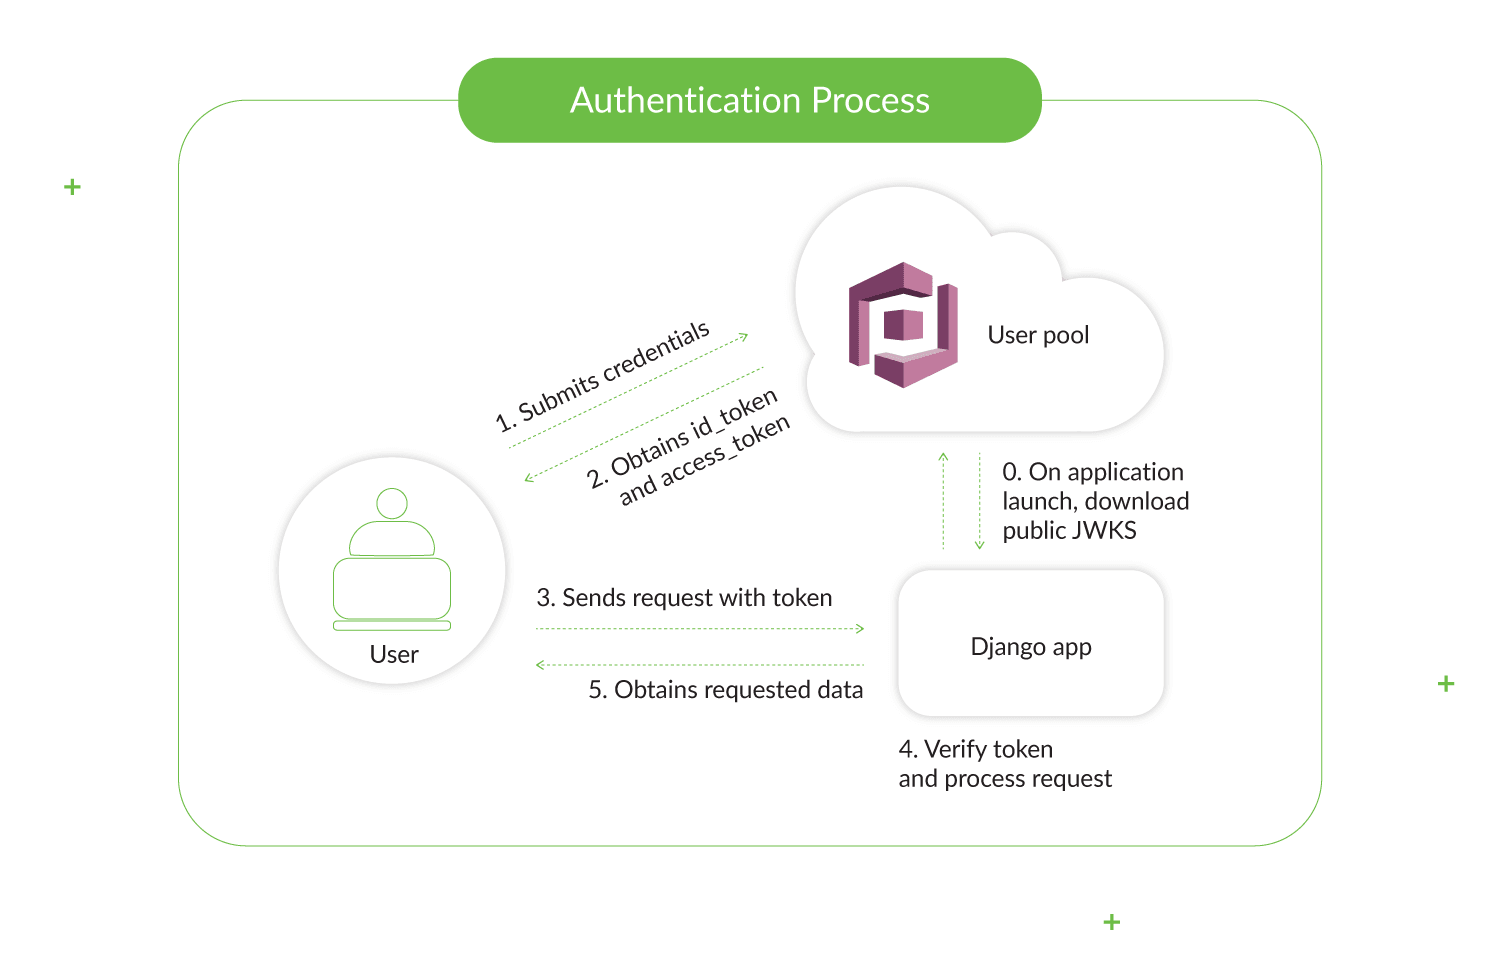 Authentication Process
User pool
1. Submits credentials
2. Obtains id_token
and access_token
0. On application
launch, download
public JWKS
User
3. Sends request with token
5. Obtains requested data
Django app
4. Verify token
and process request